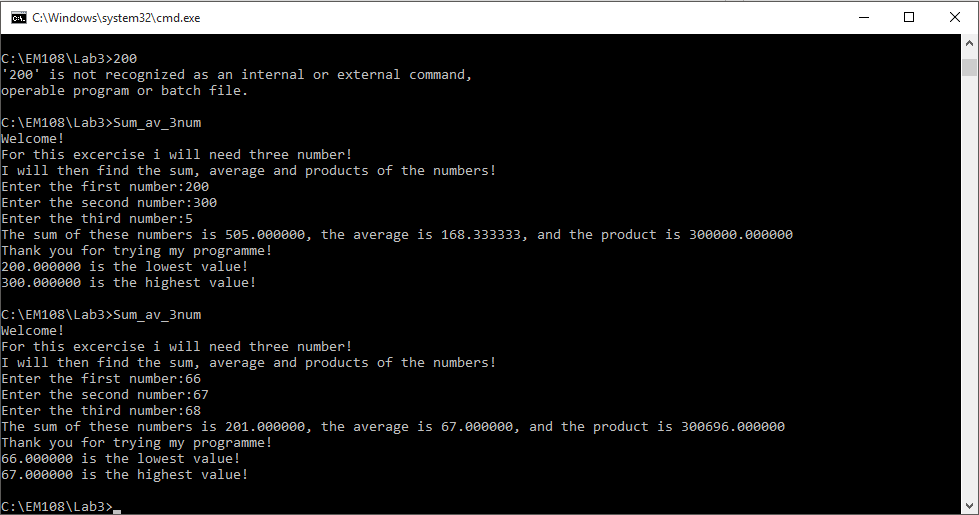 C:\Windows\system32\cmd.exe
C:\EM108\Lab3>200
'200' is not recognized as an internal or external command,
operable program or batch file.
C:\EM108\Lab3>Sum_av_3num
Welcome!
For this excercise i will need three number!
I will then find the sum, average and products of the numbers!
Enter the first number:200
Enter the second number:300
Enter the third number:5
The sum of these numbers is 505.000000, the average is 168.333333, and the product is 300000.000000
Thank you for trying my programme!
200.000000 is the lowest value!
300.000000 is the highest value!
C:\EM108\Lab3>Sum_av_3num
Welcome!
For this excercise i will need three number!
I will then find the sum, average and products of the numbers!
Enter the first number:66
Enter the second number:67
Enter the third number:68
The sum of these numbers is 201.000000, the average is 67.000000, and the product is 300696.000000
Thank you for trying my programme!
66.000000 is the lowest value!
67.000000 is the highest value!
C:\EM108\Lab3>